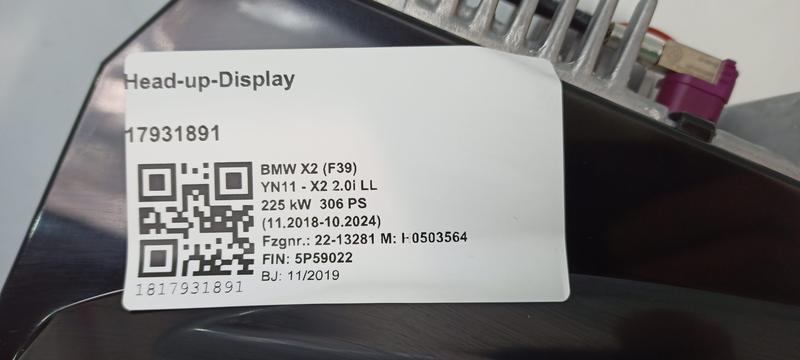 Head-up-Display
17931891
BMW X2 (F39)
YN11 - X2 2.0i LL
225 kW 306 PS
(11.2018-10.2024)
Fzgnr.: 22-13281 M: H0503564
FIN: 5P59022
BJ: 11/2019
1817931891